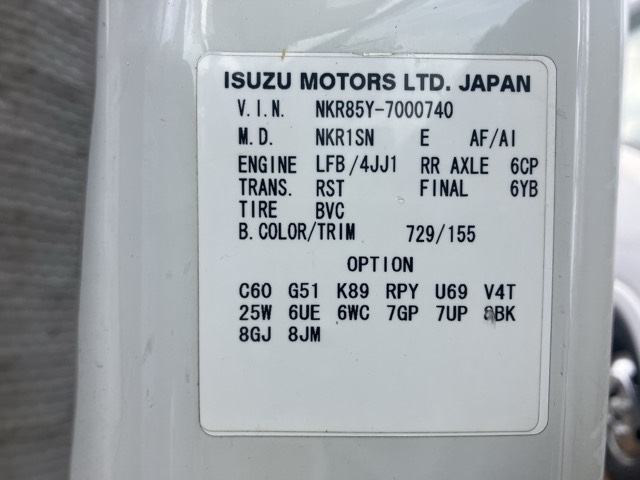 ISUZU MOTORS LTD. JAPAN
V.I.N. NKR85Y-7000740
M.D. NKR1SN E AF/AI
ENGINE LFB/4JJ1 RR AXLE 6CP
TRANS. RST FINAL 6YB
TIRE BVC
B.COLOR/TRIM 729/155
OPTION
C60 G51 K89 RPY U69 V4T
25W 6UE 6WC 7GP 7UP 8BK
8GJ 8JM